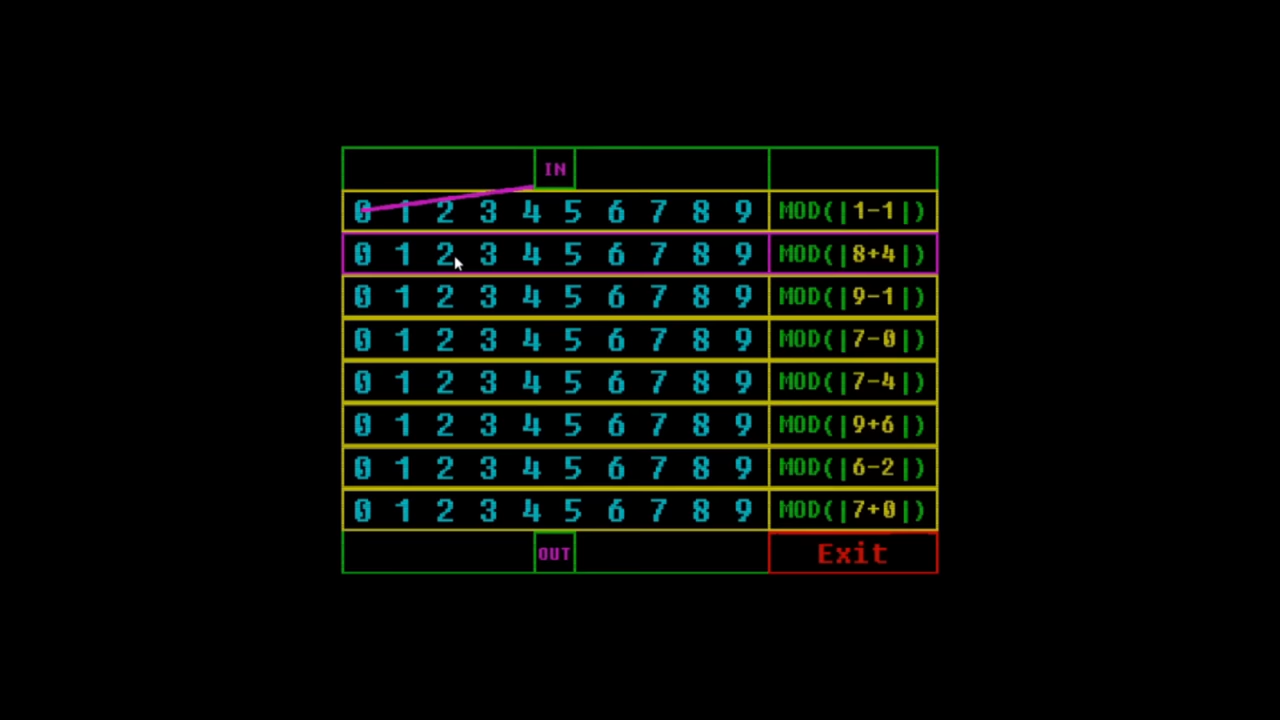 IN
0 1 2 3 4 5 6 7 8 9 MOD(|1-1|)
0 1 2 3 4 5 6 7 8 9 MOD(|8+4|)
0 1 2 3 4 5 6 7 8 9 MOD(|9-1|)
0 1 2 3 4 5 6 7 8 9 MOD(|7-0|)
0 1 2 3 4 5 6 7 8 9 MOD(|7-4|)
0 1 2 3 4 5 6 7 8 9 MOD(|9+6|)
0 1 2 3 4 5 6 7 8 9 MOD(|6-2|)
0 1 2 3 4 5 6 7 8 9 MOD(|7+0|)
OUT Exit